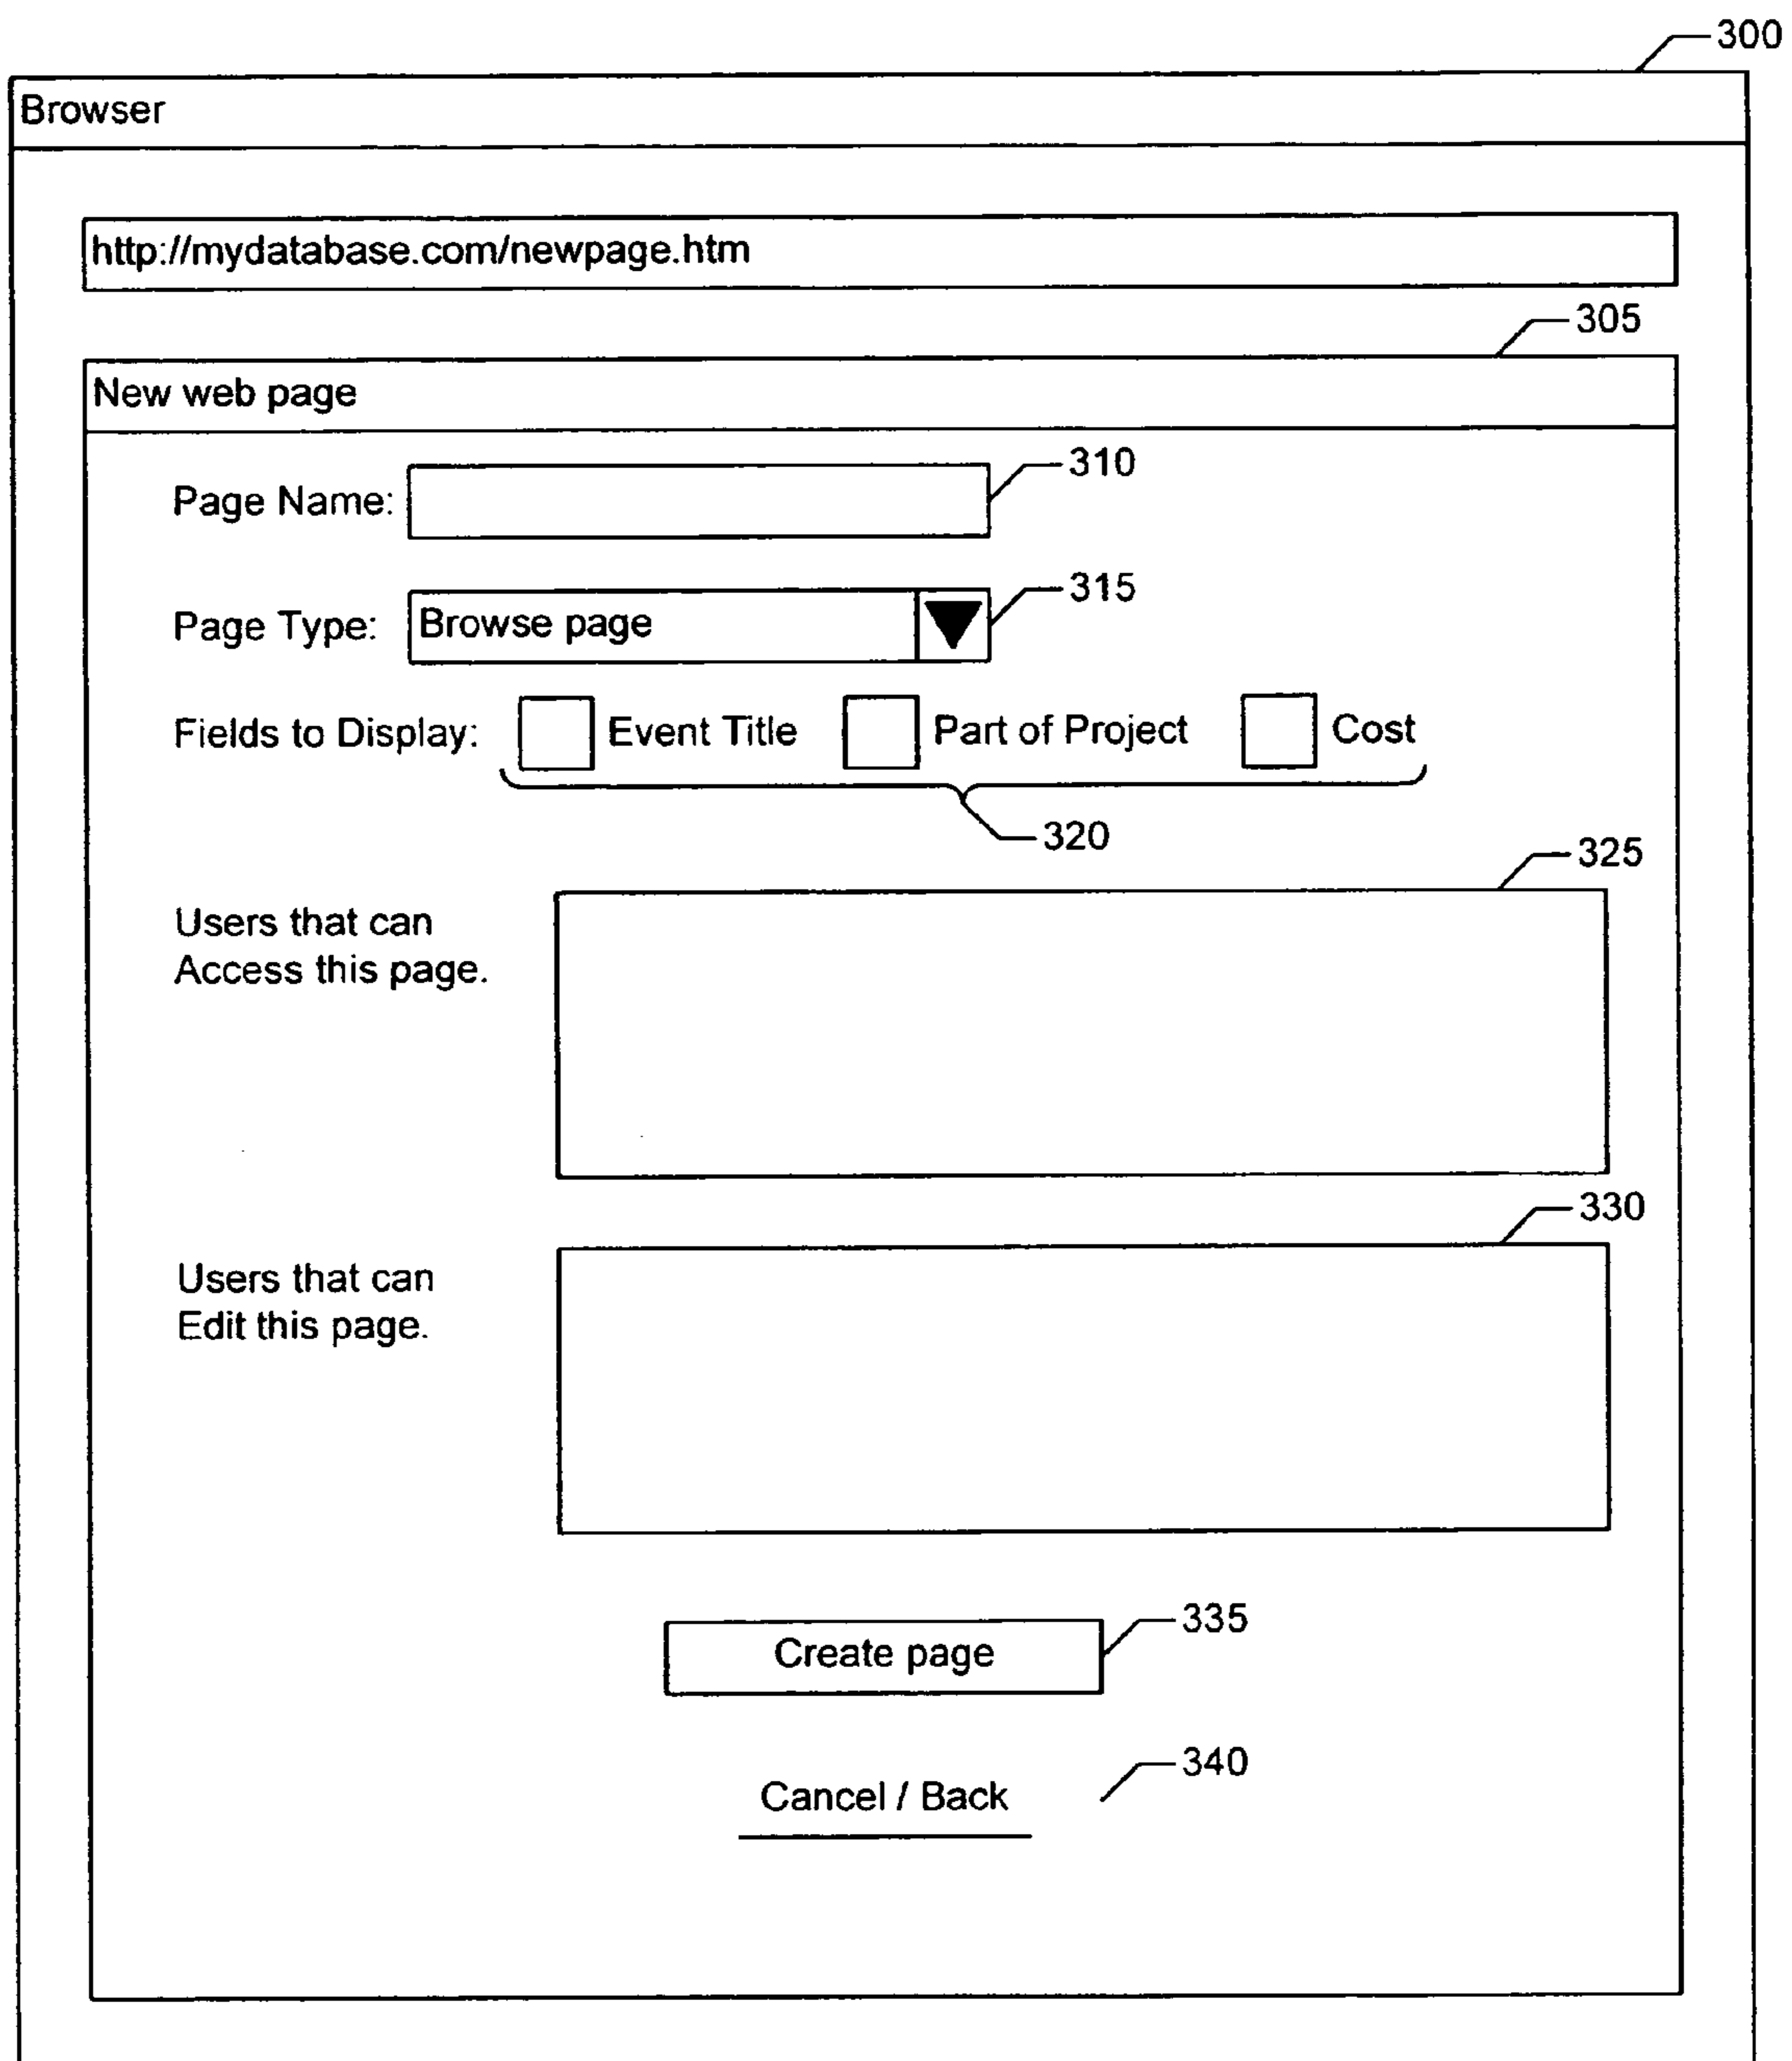 300
Browser
http://mydatabase.com/newpage.htm
305
New web page
Page Name:
310
Page Type: Browse page
315
Fields to Display: Event Title Part of Project Cost
320
325
Users that can
Access this page.
330
Users that can
Edit this page.
335
Create page
340
Cancel / Back